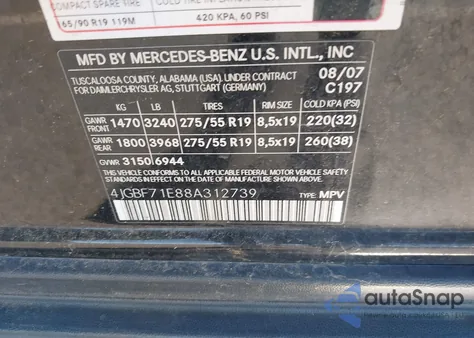 COMPACT SPARE TIRE
165/90 R19 119M
420 KPA, 60 PSI
MFD BY MERCEDES-BENZ U.S. INTL., INC
TUSCALOOSA COUNTY, ALABAMA (USA). UNDER CONTRACT 08/07
FOR DAIMLERCHRYSLER AG, STUTTGART (GERMANY) C197
KG LB TIRES RIM SIZE COLD KPA (PSI)
GAWR FRONT 1470 3240 275/55 R19 8,5x19 220(32)
GAWR REAR 1800 3968 275/55 R19 8,5x19 260(38)
GVWR 3150 6944
THIS VEHICLE CONFORMS TO ALL APPLICABLE FEDERAL MOTOR VEHICLE SAFETY
STANDARDS IN EFFECT ON THE DATE OF MANUFACTURE SHOWN ABOVE.
4JGBF71E88A312739 TYPE: MPV
autoSnap